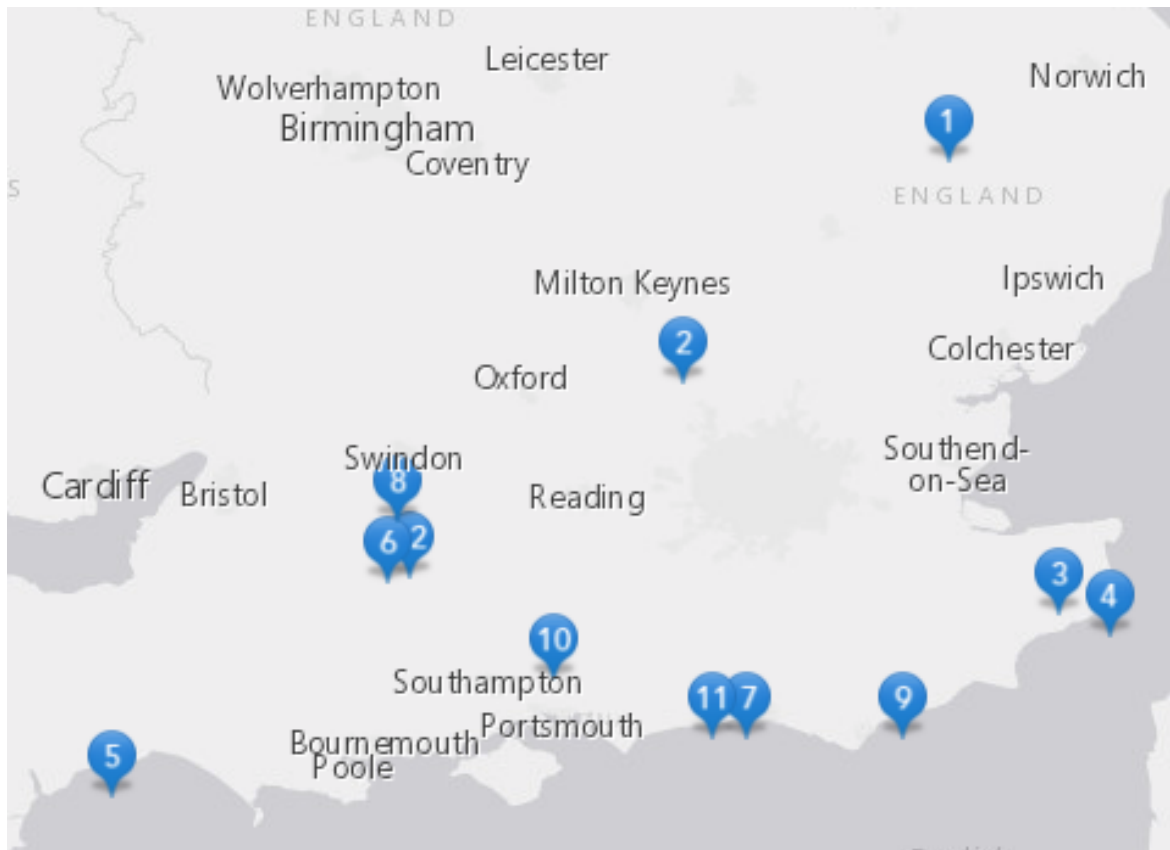 ENGLAND
Leicester
Norwich
Wolverhampton
1
Birmingham
Coventry
S
ENGLAND
Milton Keynes
Ipswich
2
Colchester
Oxford
Swindon
Southend-
on-Sea
8
Cardiff
Bristol
Reading
6
2
3
4
10
Southampton
11
7
9
Portsmouth
Bournemouth
Poole
5